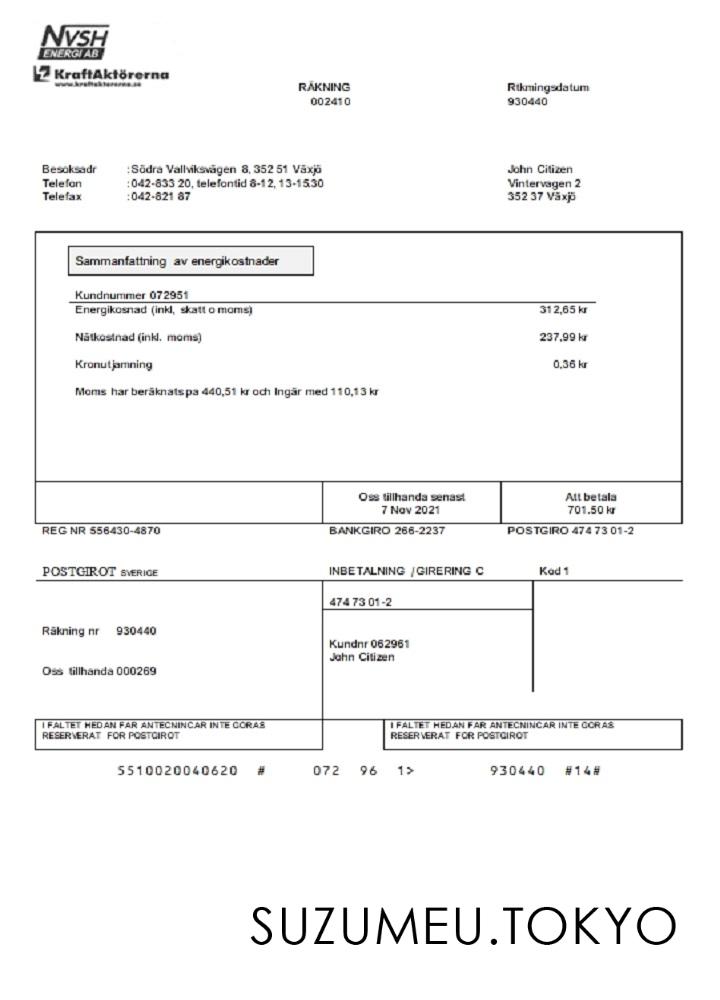 NVSH
ENERGI AB
KraftAktörerna
www.kraftaktorerna.se
RÄKNING
002410
Rtkmingsdatum
930440
Besoksadr :Södra Vallviksvägen 8, 352 51 Växjö
Telefon :042-833 20, telefontid 8-12, 13-15.30
Telefax :042-821 87
John Citizen
Vintervagen 2
352 37 Växjö
Sammanfattning av energikostnader
Kundnummer 072951
Energikosnad (inkl, skatt o moms) 312,65 kr
Nätkostnad (inkl. moms) 237,99 kr
Kronutjamning 0,36 kr
Moms har beräknats pa 440,51 kr och Ingår med 110,13 kr
Oss tillhanda senast
7 Nov 2021
Att betala
701.50 kr
REG NR 556430-4870 BANKGIRO 266-2237 POSTGIRO 474 73 01-2
POSTGIROT SVERIGE INBETALNING /GIRERING C Kod 1
474 73 01-2
Räkning nr 930440
Kundnr 062961
John Citizen
Oss tillhanda 000269
I FALTET HEDAN FAR ANTECNINCAR INTE GORAS
RESERVERAT FOR POSTGIROT
I FALTET HEDAN FAR ANTECNINCAR INTE GORAS
RESERVERAT FOR POSTGIROT
5510020040620 # 072 96 1> 930440 #14#
SUZUMEU.TOKYO